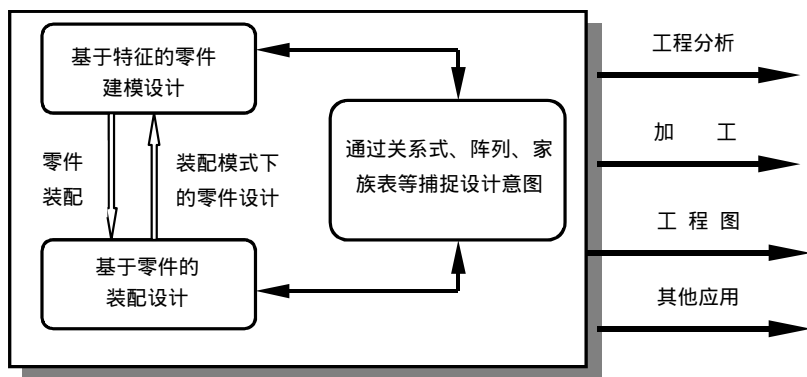 基于特征的零件
建模设计
零件
装配
装配模式下
的零件设计
基于零件的
装配设计
通过关系式、阵列、家
族表等捕捉设计意图
工程分析
加 工
工 程 图
其他应用